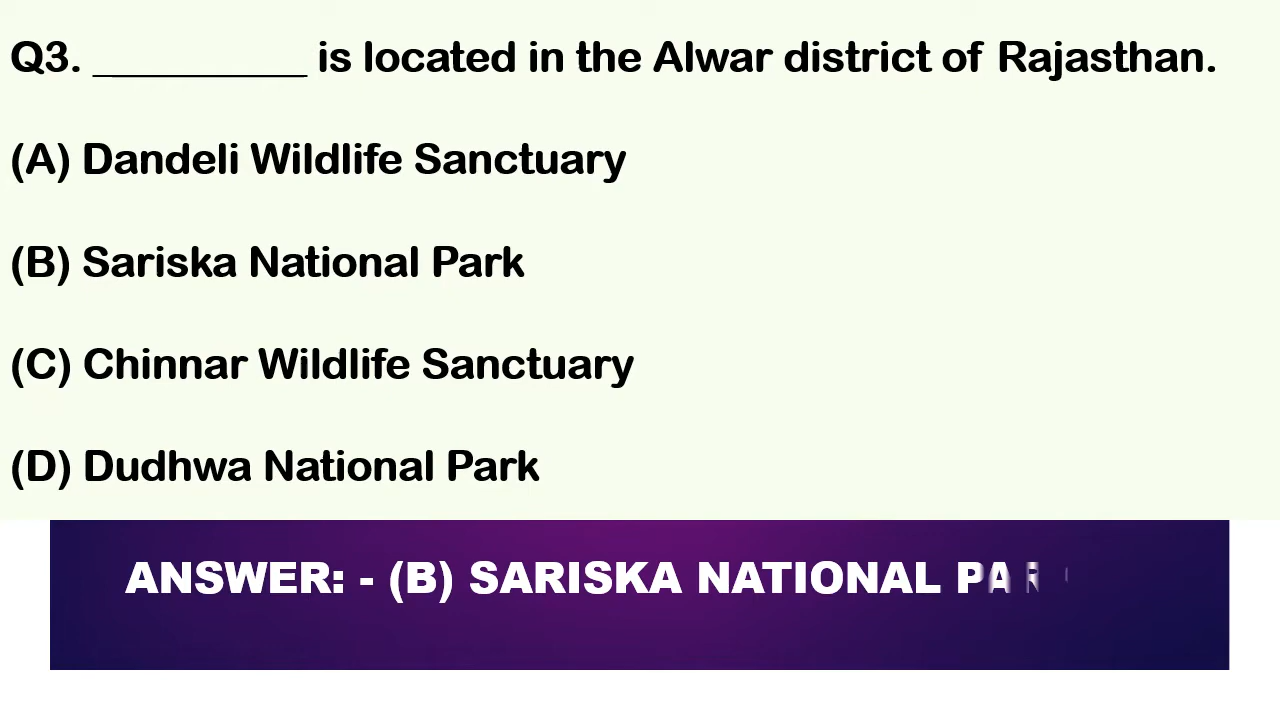 Q3. __________ is located in the Alwar district of Rajasthan.
(A) Dandeli Wildlife Sanctuary
(B) Sariska National Park
(C) Chinnar Wildlife Sanctuary
(D) Dudhwa National Park
ANSWER: - (B) SARISKA NATIONAL PAR